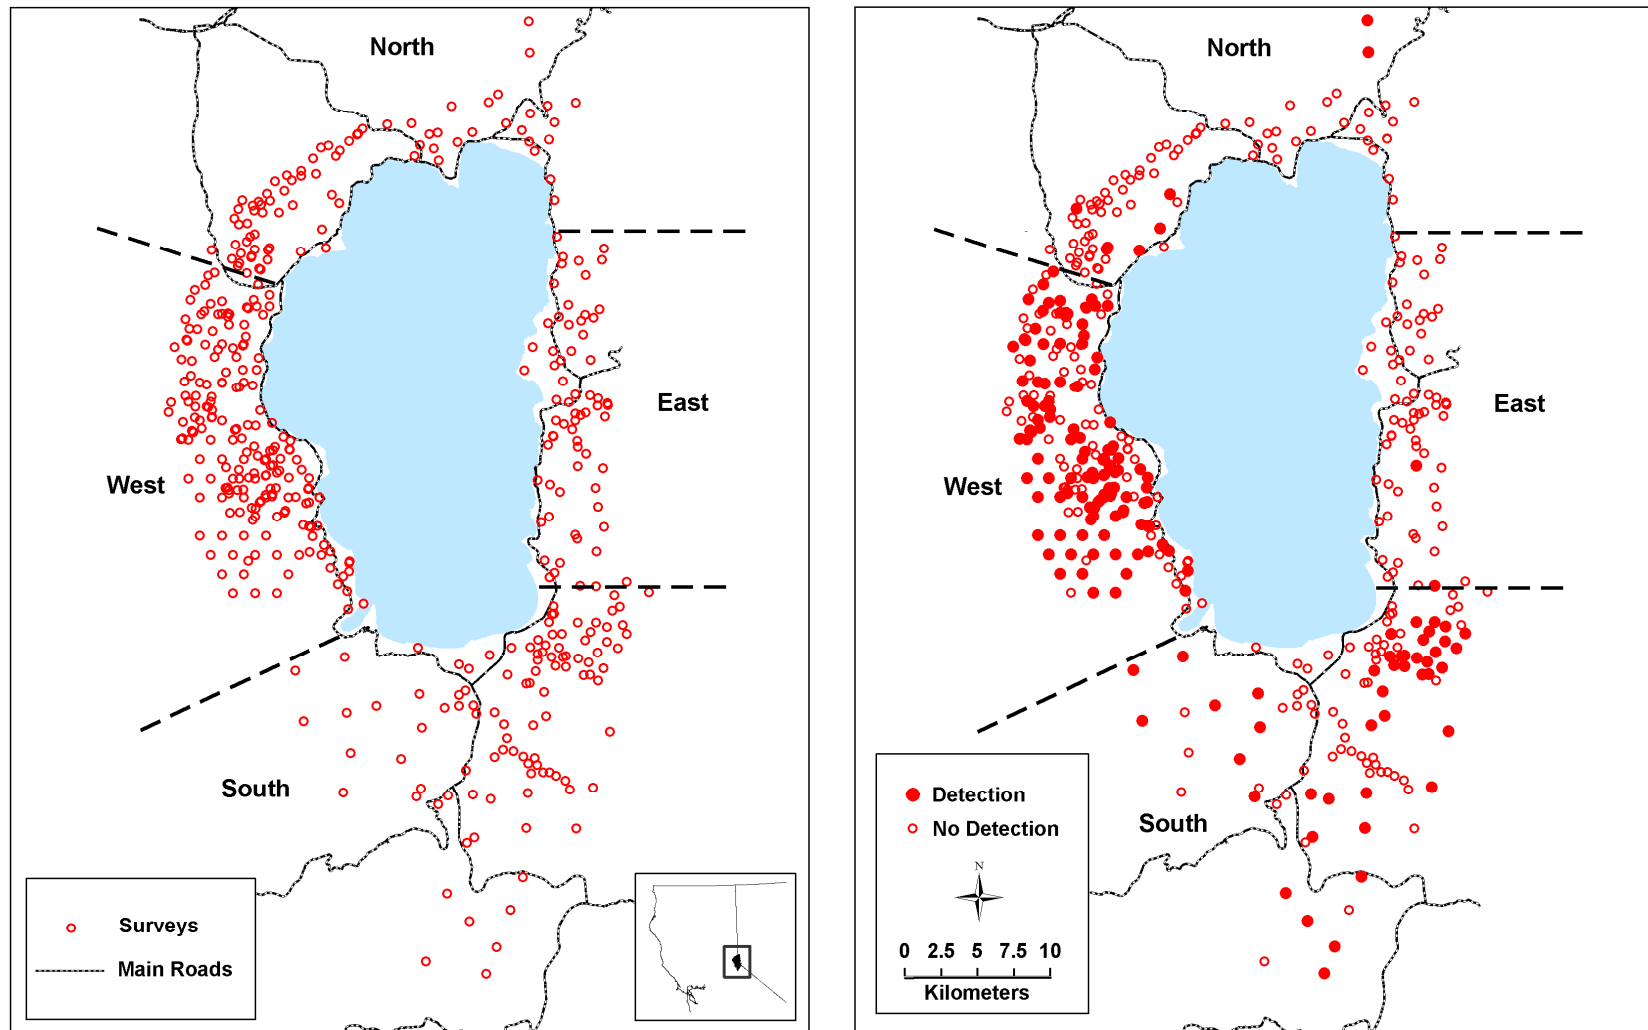 North
East
West
South
Surveys
Main Roads
North
East
West
South
Detection
No Detection
N
0 2.5 5 7.5 10
Kilometers